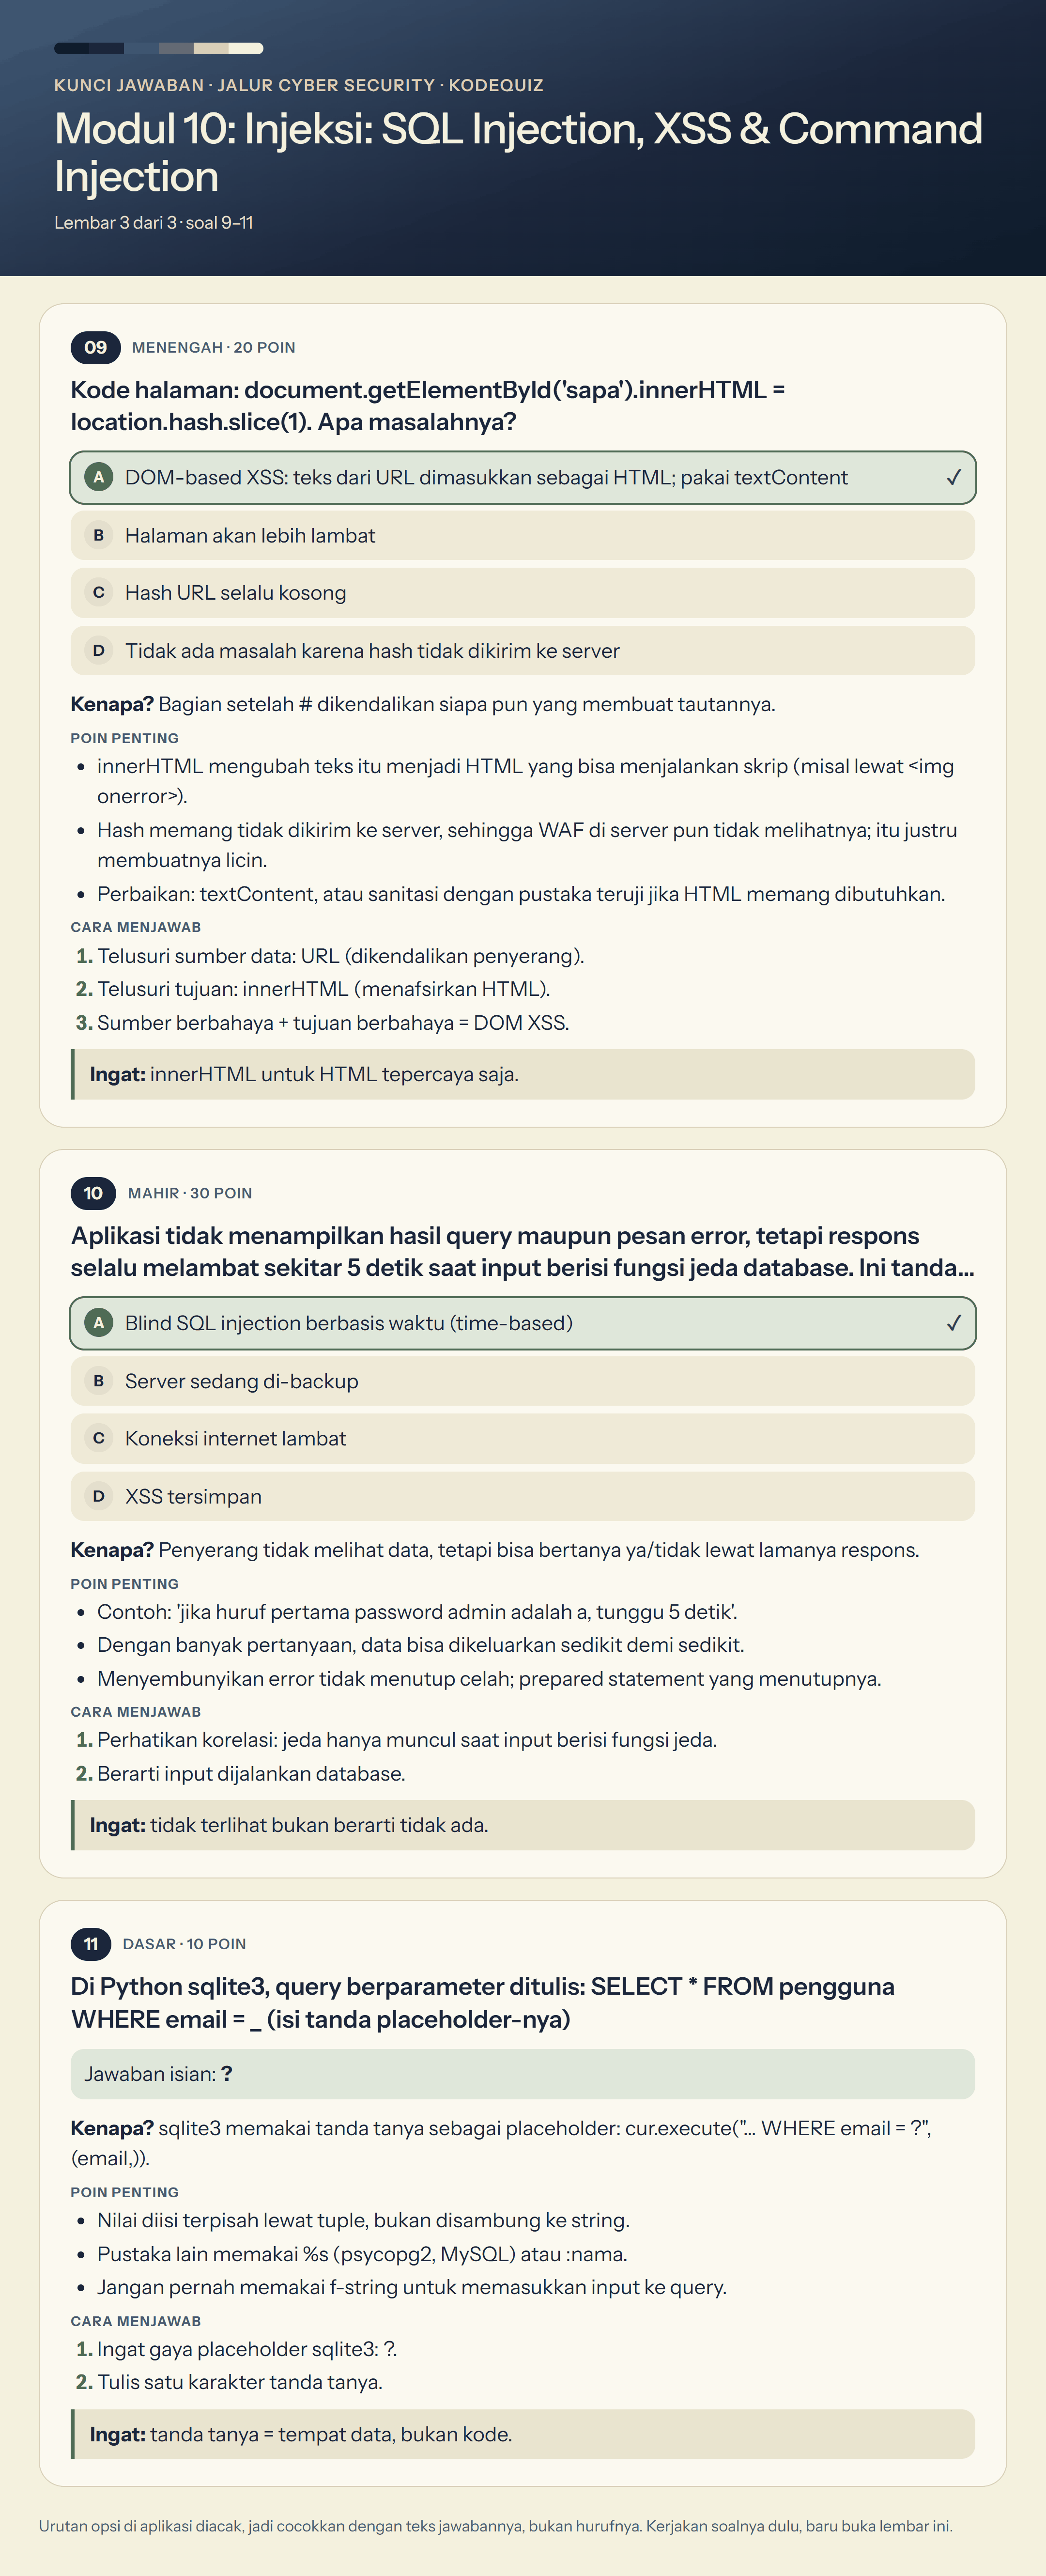 KUNCI JAWABAN · JALUR CYBER SECURITY · KODEQUIZ
Modul 10: Injeksi: SQL Injection, XSS & Command
Injection
Lembar 3 dari 3 · soal 9–11
09 MENENGAH · 20 POIN
Kode halaman: document.getElementById('sapa').innerHTML =
location.hash.slice(1). Apa masalahnya?
A DOM-based XSS: teks dari URL dimasukkan sebagai HTML; pakai textContent ✓
B Halaman akan lebih lambat
C Hash URL selalu kosong
D Tidak ada masalah karena hash tidak dikirim ke server
Kenapa? Bagian setelah # dikendalikan siapa pun yang membuat tautannya.
POIN PENTING
• innerHTML mengubah teks itu menjadi HTML yang bisa menjalankan skrip (misal lewat <img
onerror>).
• Hash memang tidak dikirim ke server, sehingga WAF di server pun tidak melihatnya; itu justru
membuatnya licin.
• Perbaikan: textContent, atau sanitasi dengan pustaka teruji jika HTML memang dibutuhkan.
CARA MENJAWAB
1. Telusuri sumber data: URL (dikendalikan penyerang).
2. Telusuri tujuan: innerHTML (menafsirkan HTML).
3. Sumber berbahaya + tujuan berbahaya = DOM XSS.
Ingat: innerHTML untuk HTML tepercaya saja.
10 MAHIR · 30 POIN
Aplikasi tidak menampilkan hasil query maupun pesan error, tetapi respons
selalu melambat sekitar 5 detik saat input berisi fungsi jeda database. Ini tanda...
A Blind SQL injection berbasis waktu (time-based) ✓
B Server sedang di-backup
C Koneksi internet lambat
D XSS tersimpan
Kenapa? Penyerang tidak melihat data, tetapi bisa bertanya ya/tidak lewat lamanya respons.
POIN PENTING
• Contoh: 'jika huruf pertama password admin adalah a, tunggu 5 detik'.
• Dengan banyak pertanyaan, data bisa dikeluarkan sedikit demi sedikit.
• Menyembunyikan error tidak menutup celah; prepared statement yang menutupnya.
CARA MENJAWAB
1. Perhatikan korelasi: jeda hanya muncul saat input berisi fungsi jeda.
2. Berarti input dijalankan database.
Ingat: tidak terlihat bukan berarti tidak ada.
11 DASAR · 10 POIN
Di Python sqlite3, query berparameter ditulis: SELECT * FROM pengguna
WHERE email = _ (isi tanda placeholder-nya)
Jawaban isian: ?
Kenapa? sqlite3 memakai tanda tanya sebagai placeholder: cur.execute("... WHERE email = ?",
(email,)).
POIN PENTING
• Nilai diisi terpisah lewat tuple, bukan disambung ke string.
• Pustaka lain memakai %s (psycopg2, MySQL) atau :nama.
• Jangan pernah memakai f-string untuk memasukkan input ke query.
CARA MENJAWAB
1. Ingat gaya placeholder sqlite3: ?.
2. Tulis satu karakter tanda tanya.
Ingat: tanda tanya = tempat data, bukan kode.
Urutan opsi di aplikasi diacak, jadi cocokkan dengan teks jawabannya, bukan hurufnya. Kerjakan soalnya dulu, baru buka lembar ini.